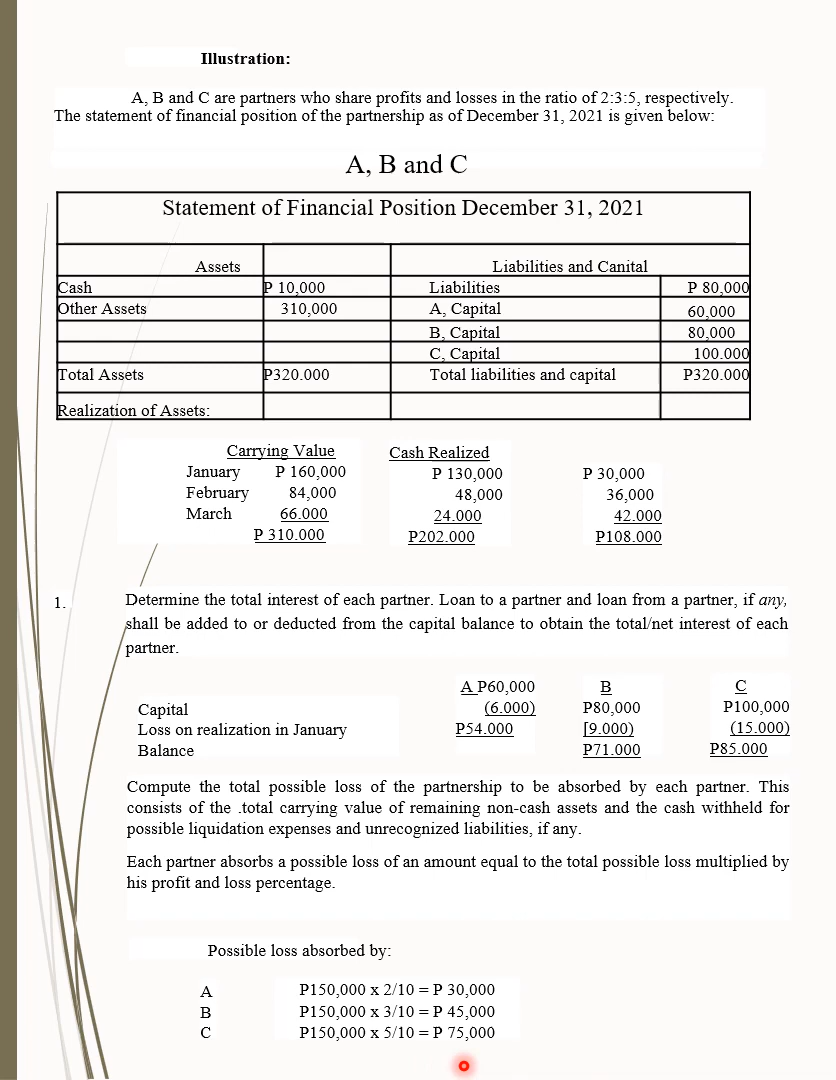 Illustration:
A, B and C are partners who share profits and losses in the ratio of 2:3:5, respectively.
The statement of financial position of the partnership as of December 31, 2021 is given below:
A, B and C
Statement of Financial Position December 31, 2021
Assets Liabilities and Canital
Cash P 10,000 Liabilities P 80,000
Other Assets 310,000 A, Capital 60,000
B, Capital 80,000
C, Capital 100.000
Total Assets P320.000 Total liabilities and capital P320.000
Realization of Assets:
Carrying Value Cash Realized
January P 160,000 P 130,000 P 30,000
February 84,000 48,000 36,000
March 66.000 24.000 42.000
P 310.000 P202.000 P108.000
1. Determine the total interest of each partner. Loan to a partner and loan from a partner, if any,
shall be added to or deducted from the capital balance to obtain the total/net interest of each
partner.
A P60,000 B C
Capital (6.000) P80,000 P100,000
Loss on realization in January P54.000 [9.000) (15.000)
Balance P71.000 P85.000
Compute the total possible loss of the partnership to be absorbed by each partner. This
consists of the .total carrying value of remaining non-cash assets and the cash withheld for
possible liquidation expenses and unrecognized liabilities, if any.
Each partner absorbs a possible loss of an amount equal to the total possible loss multiplied by
his profit and loss percentage.
Possible loss absorbed by:
A P150,000 x 2/10 = P 30,000
B P150,000 x 3/10 = P 45,000
C P150,000 x 5/10 = P 75,000